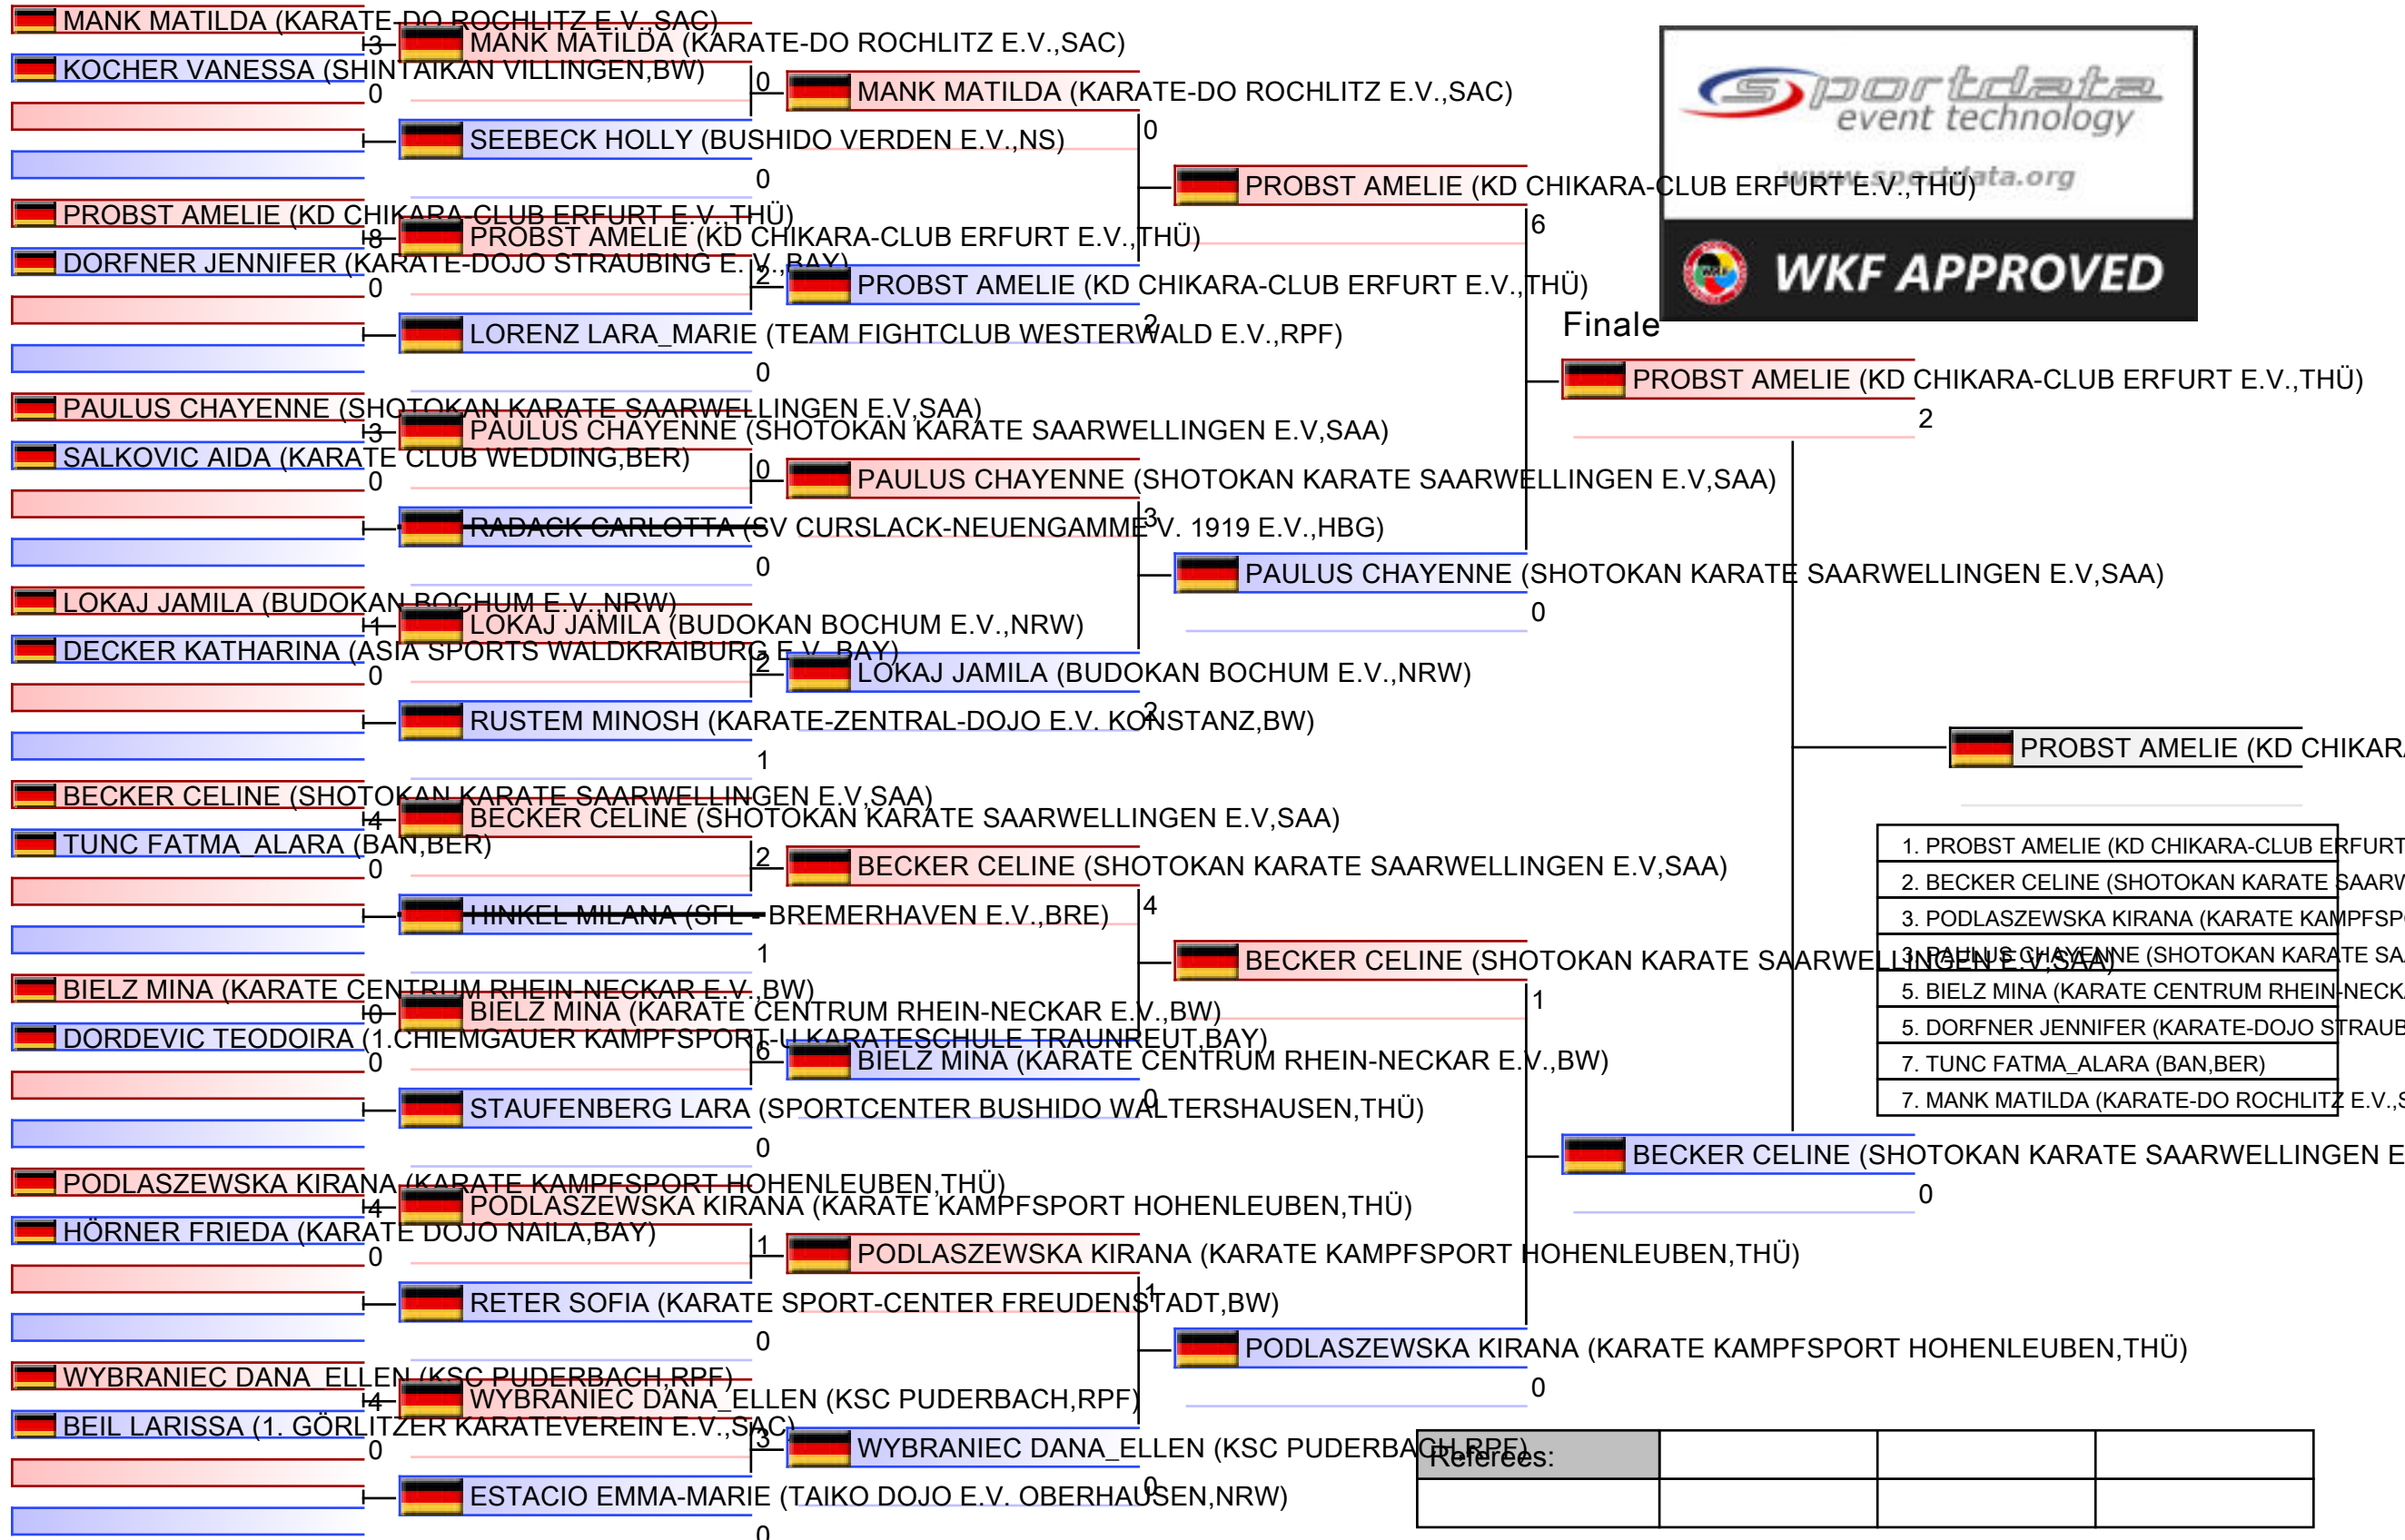 MANK MATILDA (KARATE-DO ROCHLITZ E.V.,SAC)
3
KOCHER VANESSA (SHINTAIKAN VILLINGEN,BW)
0
PROBST AMELIE (KD CHIKARA-CLUB ERFURT E.V.,THÜ)
8
DORFNER JENNIFER (KARATE-DOJO STRAUBING E. V.,BAY)
0
PAULUS CHAYENNE (SHOTOKAN KARATE SAARWELLINGEN E.V,SAA)
3
SALKOVIC AIDA (KARATE CLUB WEDDING,BER)
0
LOKAJ JAMILA (BUDOKAN BOCHUM E.V.,NRW)
1
DECKER KATHARINA (ASIA SPORTS WALDKRAIBURG E.V.,BAY)
0
BECKER CELINE (SHOTOKAN KARATE SAARWELLINGEN E.V,SAA)
4
TUNC FATMA_ALARA (BAN,BER)
0
BIELZ MINA (KARATE CENTRUM RHEIN-NECKAR E.V.,BW)
0
DORDEVIC TEODOIRA (1.CHIEMGAUER KAMPFSPORT-U.KARATESCHULE TRAUNREUT,BAY)
0
PODLASZEWSKA KIRANA (KARATE KAMPFSPORT HOHENLEUBEN,THÜ)
4
HÖRNER FRIEDA (KARATE DOJO NAILA,BAY)
0
WYBRANIEC DANA_ELLEN (KSC PUDERBACH,RPF)
4
BEIL LARISSA (1. GÖRLITZER KARATEVEREIN E.V.,SAC)
0
MANK MATILDA (KARATE-DO ROCHLITZ E.V.,SAC)
0
SEEBECK HOLLY (BUSHIDO VERDEN E.V.,NS)
0
PROBST AMELIE (KD CHIKARA-CLUB ERFURT E.V.,THÜ)
2
LORENZ LARA_MARIE (TEAM FIGHTCLUB WESTERWALD E.V.,RPF)
0
PAULUS CHAYENNE (SHOTOKAN KARATE SAARWELLINGEN E.V,SAA)
0
RADACK CARLOTTA (SV CURSLACK-NEUENGAMME V. 1919 E.V.,HBG)
0
LOKAJ JAMILA (BUDOKAN BOCHUM E.V.,NRW)
2
RUSTEM MINOSH (KARATE-ZENTRAL-DOJO E.V. KONSTANZ,BW)
1
BECKER CELINE (SHOTOKAN KARATE SAARWELLINGEN E.V,SAA)
2
HINKEL MILANA (SFL - BREMERHAVEN E.V.,BRE)
1
BIELZ MINA (KARATE CENTRUM RHEIN-NECKAR E.V.,BW)
6
STAUFENBERG LARA (SPORTCENTER BUSHIDO WALTERSHAUSEN,THÜ)
0
PODLASZEWSKA KIRANA (KARATE KAMPFSPORT HOHENLEUBEN,THÜ)
1
RETER SOFIA (KARATE SPORT-CENTER FREUDENSTADT,BW)
0
WYBRANIEC DANA_ELLEN (KSC PUDERBACH,RPF)
3
ESTACIO EMMA-MARIE (TAIKO DOJO E.V. OBERHAUSEN,NRW)
0
MANK MATILDA (KARATE-DO ROCHLITZ E.V.,SAC)
0
PROBST AMELIE (KD CHIKARA-CLUB ERFURT E.V.,THÜ)
2
PAULUS CHAYENNE (SHOTOKAN KARATE SAARWELLINGEN E.V,SAA)
3
LOKAJ JAMILA (BUDOKAN BOCHUM E.V.,NRW)
2
BECKER CELINE (SHOTOKAN KARATE SAARWELLINGEN E.V,SAA)
4
BIELZ MINA (KARATE CENTRUM RHEIN-NECKAR E.V.,BW)
0
PODLASZEWSKA KIRANA (KARATE KAMPFSPORT HOHENLEUBEN,THÜ)
1
WYBRANIEC DANA_ELLEN (KSC PUDERBACH,RPF)
0
PROBST AMELIE (KD CHIKARA-CLUB ERFURT E.V.,THÜ)
6
PAULUS CHAYENNE (SHOTOKAN KARATE SAARWELLINGEN E.V,SAA)
0
BECKER CELINE (SHOTOKAN KARATE SAARWELLINGEN E.V,SAA)
1
PODLASZEWSKA KIRANA (KARATE KAMPFSPORT HOHENLEUBEN,THÜ)
0
sportdata
event technology
www.sportdata.org
WKF APPROVED
Finale
PROBST AMELIE (KD CHIKARA-CLUB ERFURT E.V.,THÜ)
2
BECKER CELINE (SHOTOKAN KARATE SAARWELLINGEN E
0
PROBST AMELIE (KD CHIKARA
1. PROBST AMELIE (KD CHIKARA-CLUB ERFURT
2. BECKER CELINE (SHOTOKAN KARATE SAARW
3. PODLASZEWSKA KIRANA (KARATE KAMPFSPO
3. PAULUS CHAYENNE (SHOTOKAN KARATE SAA
5. BIELZ MINA (KARATE CENTRUM RHEIN-NECKA
5. DORFNER JENNIFER (KARATE-DOJO STRAUB
7. TUNC FATMA_ALARA (BAN,BER)
7. MANK MATILDA (KARATE-DO ROCHLITZ E.V.,S
Referees: